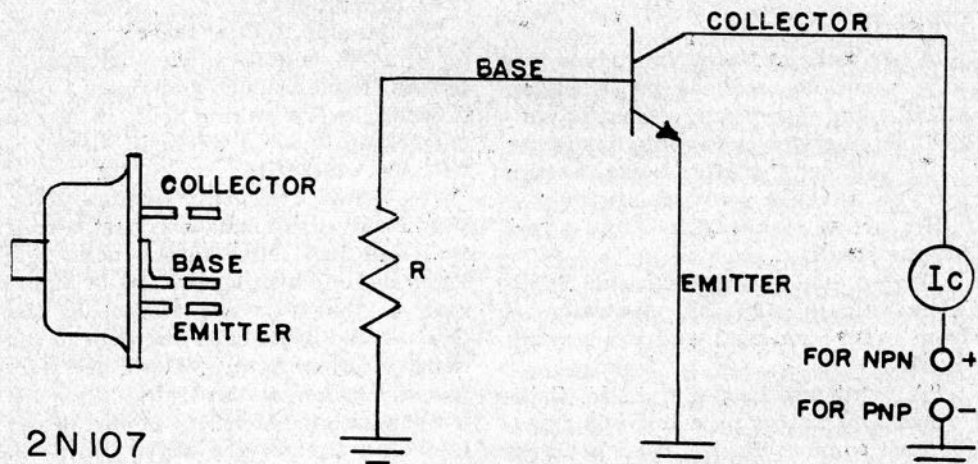 COLLECTOR
BASE
COLLECTOR
BASE
EMITTER
R
EMITTER
Ic
FOR NPN +
FOR PNP -
2N107